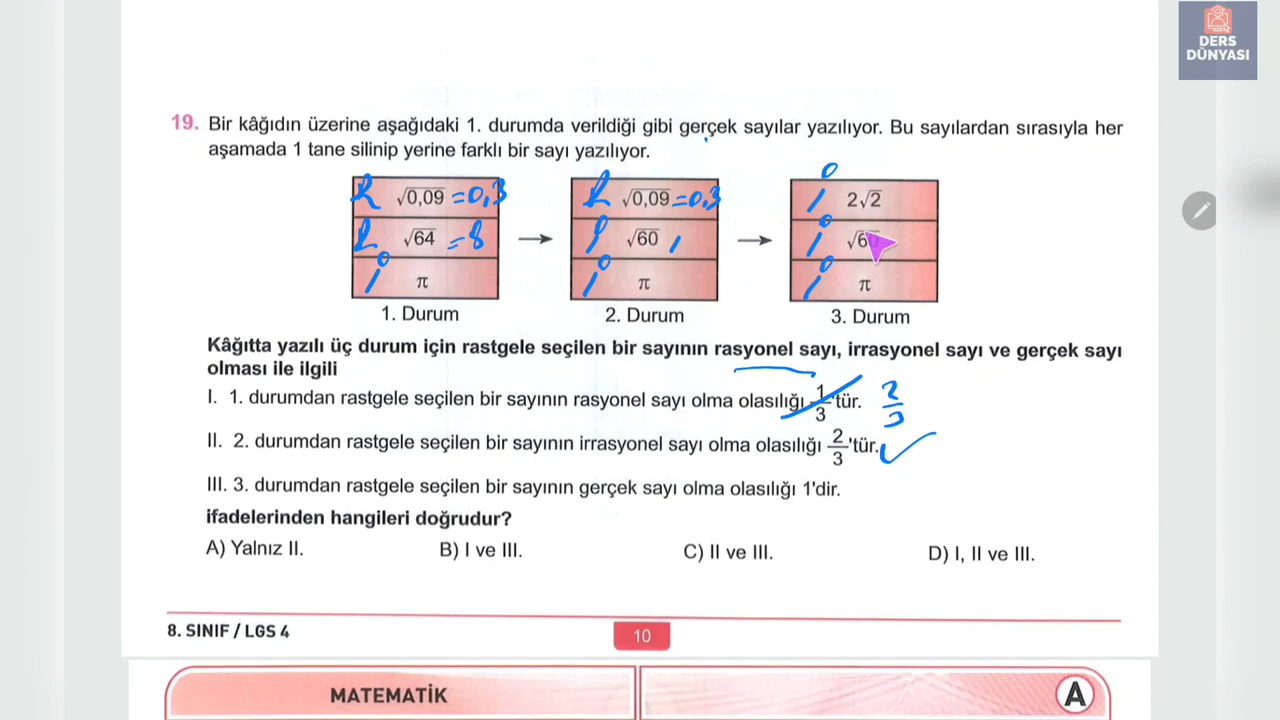 DERS
DÜNYASI
19. Bir kâğıdın üzerine aşağıdaki 1. durumda verildiği gibi gerçek sayılar yazılıyor. Bu sayılardan sırasıyla her
aşamada 1 tane silinip yerine farklı bir sayı yazılıyor.
R √0,09 = 0,3
R √64 = 8
i π
1. Durum
R √0,09 = 0,3
√60
i π
2. Durum
i 2√2
i
i π
3. Durum
Kâğıtta yazılı üç durum için rastgele seçilen bir sayının rasyonel sayı, irrasyonel sayı ve gerçek sayı
olması ile ilgili
I. 1. durumdan rastgele seçilen bir sayının rasyonel sayı olma olasılığı 1/3'tür. 2/3
II. 2. durumdan rastgele seçilen bir sayının irrasyonel sayı olma olasılığı 2/3'tür.
III. 3. durumdan rastgele seçilen bir sayının gerçek sayı olma olasılığı 1'dir.
ifadelerinden hangileri doğrudur?
A) Yalnız II. B) I ve III. C) II ve III. D) I, II ve III.
8. SINIF / LGS 4
10
MATEMATİK
A